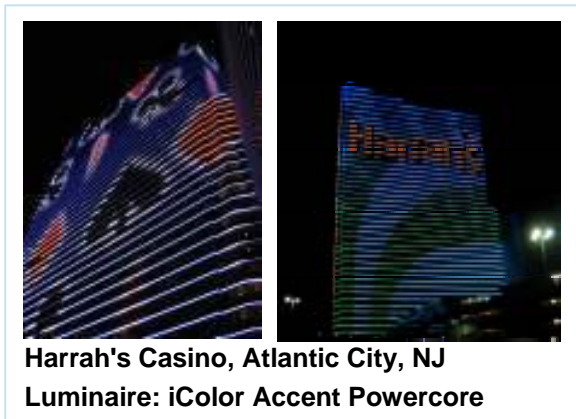 Harrah's
Harrah's Casino, Atlantic City, NJ
Luminaire: iColor Accent Powercore